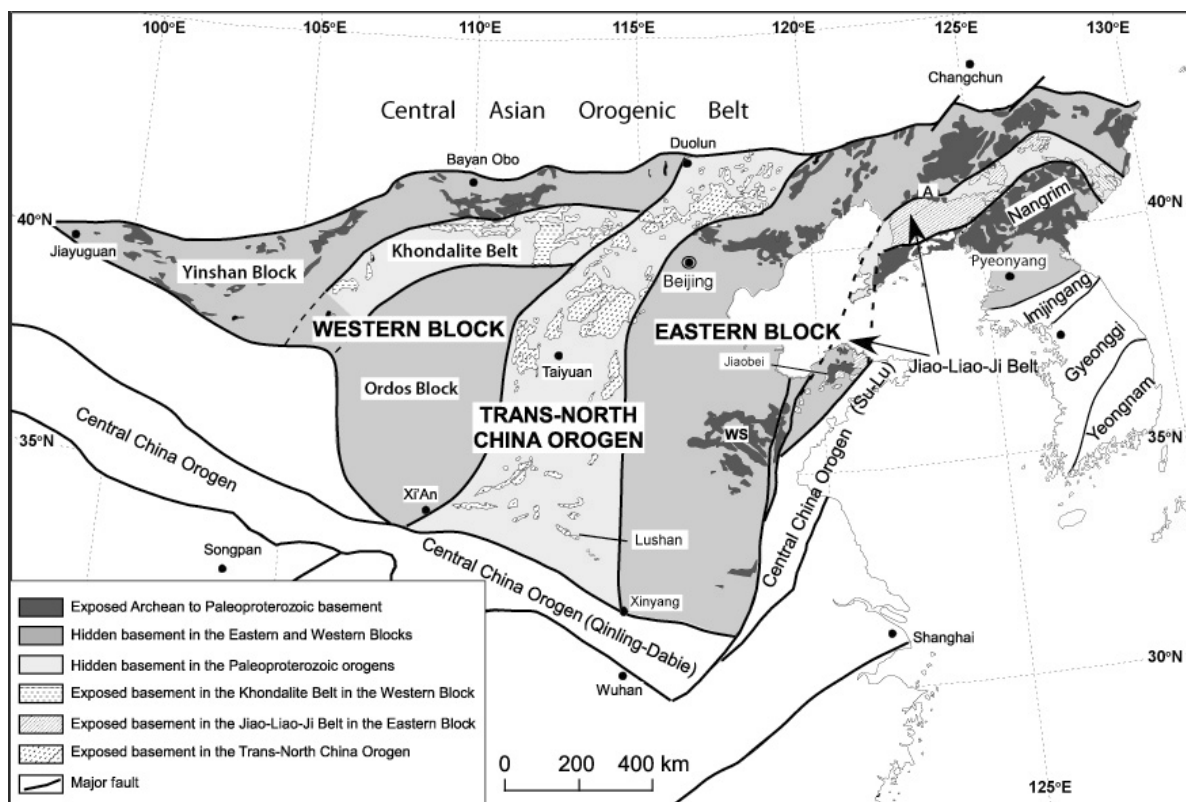 100°E
105°E
110°E
115°E
120°E
125°E
130°E
Changchun
Central Asian Orogenic Belt
Duolun
Bayan Obo
A
40°N
40°N
Nangrim
Jiayuguan
Khondalite Belt
Yinshan Block
Beijing
Pyeonyang
Imjingang
WESTERN BLOCK
EASTERN BLOCK
Jiaobei
Jiao-Liao-Ji Belt
Gyeonggi
Taiyuan
Ordos Block
(Su-Lu)
Yeongnam
TRANS-NORTH
CHINA OROGEN
WS
35°N
35°N
Central China Orogen
Xi'An
Central China Orogen
Lushan
Songpan
Central China Orogen (Qinling-Dabie)
Xinyang
Shanghai
30°N
Wuhan
Exposed Archean to Paleoproterozoic basement
Hidden basement in the Eastern and Western Blocks
Hidden basement in the Paleoproterozoic orogens
Exposed basement in the Khondalite Belt in the Western Block
Exposed basement in the Jiao-Liao-Ji Belt in the Eastern Block
Exposed basement in the Trans-North China Orogen
Major fault
0 200 400 km
125°E